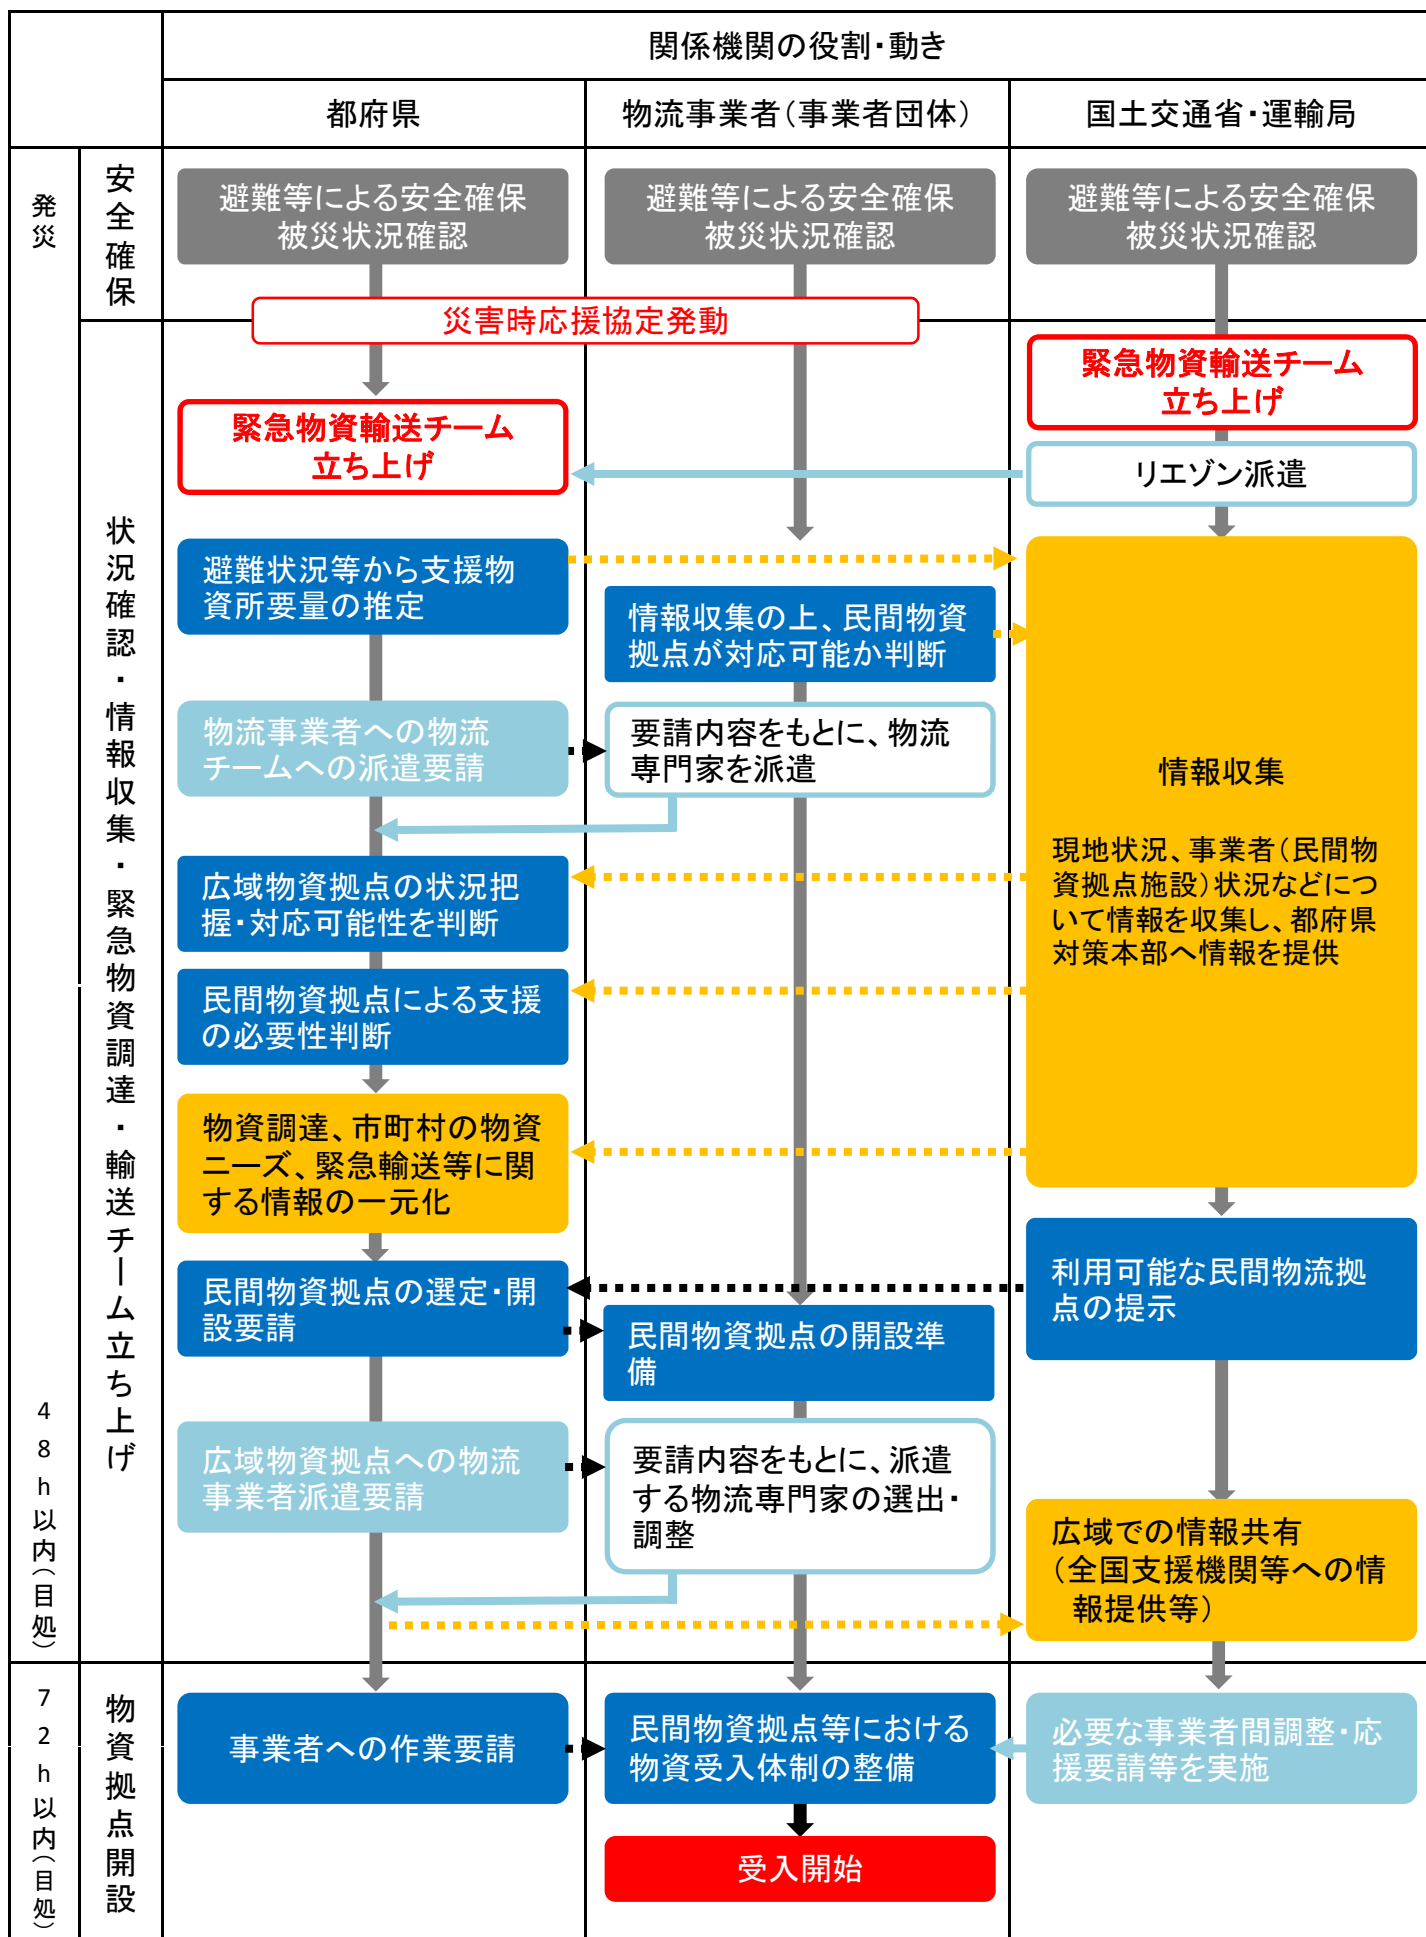 関係機関の役割・動き
都府県
物流事業者（事業者団体）
国土交通省・運輸局
発災
安全確保
避難等による安全確保
被災状況確認
避難等による安全確保
被災状況確認
避難等による安全確保
被災状況確認
災害時応援協定発動
状況確認・情報収集・緊急物資調達・輸送チーム立ち上げ
48h以内（目処）
緊急物資輸送チーム
立ち上げ
緊急物資輸送チーム
立ち上げ
リエゾン派遣
避難状況等から支援物
資所要量の推定
情報収集の上、民間物資
拠点が対応可能か判断
物流事業者への物流
チームへの派遣要請
要請内容をもとに、物流
専門家を派遣
情報収集
現地状況、事業者（民間物
資拠点施設）状況などにつ
いて情報を収集し、都府県
対策本部へ情報を提供
広域物資拠点の状況把
握・対応可能性を判断
民間物資拠点による支援
の必要性判断
物資調達、市町村の物資
ニーズ、緊急輸送等に関
する情報の一元化
民間物資拠点の選定・開
設要請
民間物資拠点の開設準
備
利用可能な民間物流拠
点の提示
広域物資拠点への物流
事業者派遣要請
要請内容をもとに、派遣
する物流専門家の選出・
調整
広域での情報共有
（全国支援機関等への情
報提供等）
72h以内（目処）
物資拠点開設
事業者への作業要請
民間物資拠点等における
物資受入体制の整備
必要な事業者間調整・応
援要請等を実施
受入開始